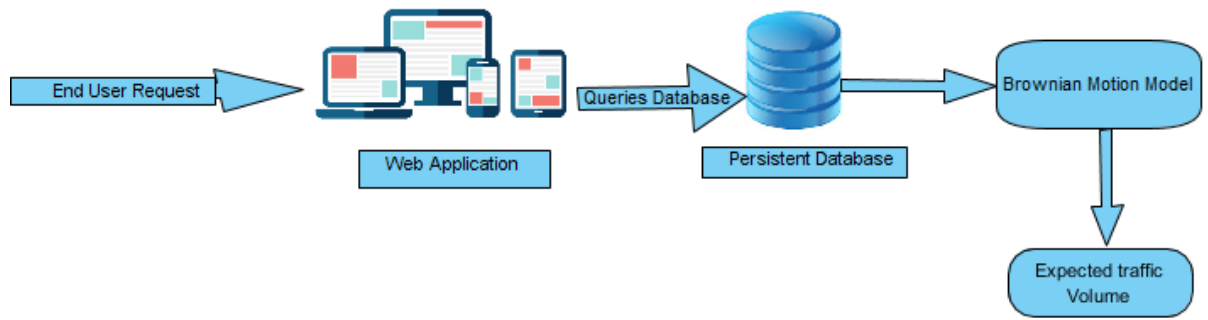 End User Request
Web Application
Queries Database
Persistent Database
Brownian Motion Model
Expected traffic
Volume